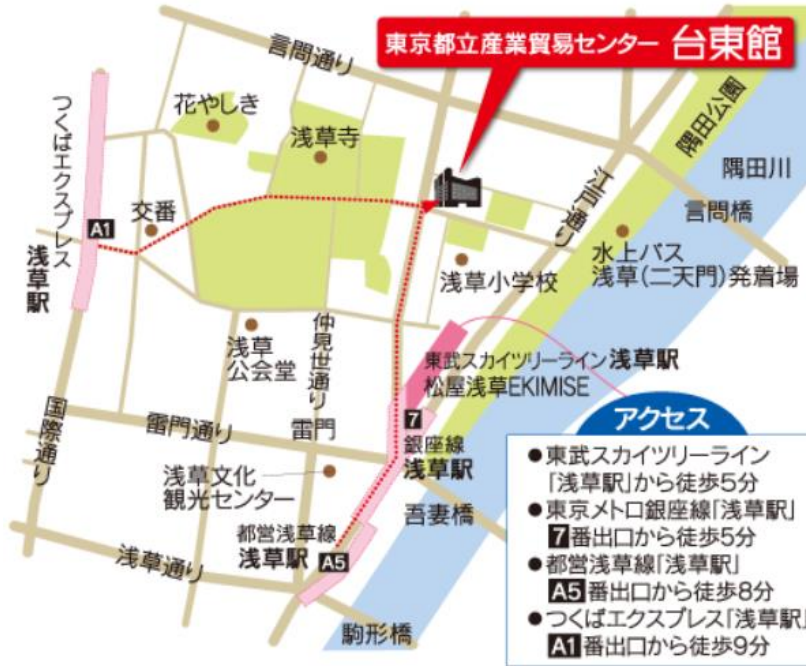 東京都立産業貿易センター 台東館
言問通り
つくばエクスプレス
浅草駅
A1
花やしき
浅草寺
交番
江戸通り
隅田公園
隅田川
言問橋
水上バス
浅草(二天門)発着場
浅草小学校
浅草
公会堂
仲見世通り
東武スカイツリーライン 浅草駅
松屋浅草EKIMISE
国際通り
雷門通り
雷門
7
銀座線
浅草駅
浅草文化
観光センター
吾妻橋
都営浅草線
浅草駅 A5
浅草通り
駒形橋
アクセス
●東武スカイツリーライン
「浅草駅」から徒歩5分
●東京メトロ銀座線「浅草駅」
7番出口から徒歩5分
●都営浅草線「浅草駅」
A5番出口から徒歩8分
●つくばエクスプレス「浅草駅」
A1番出口から徒歩9分